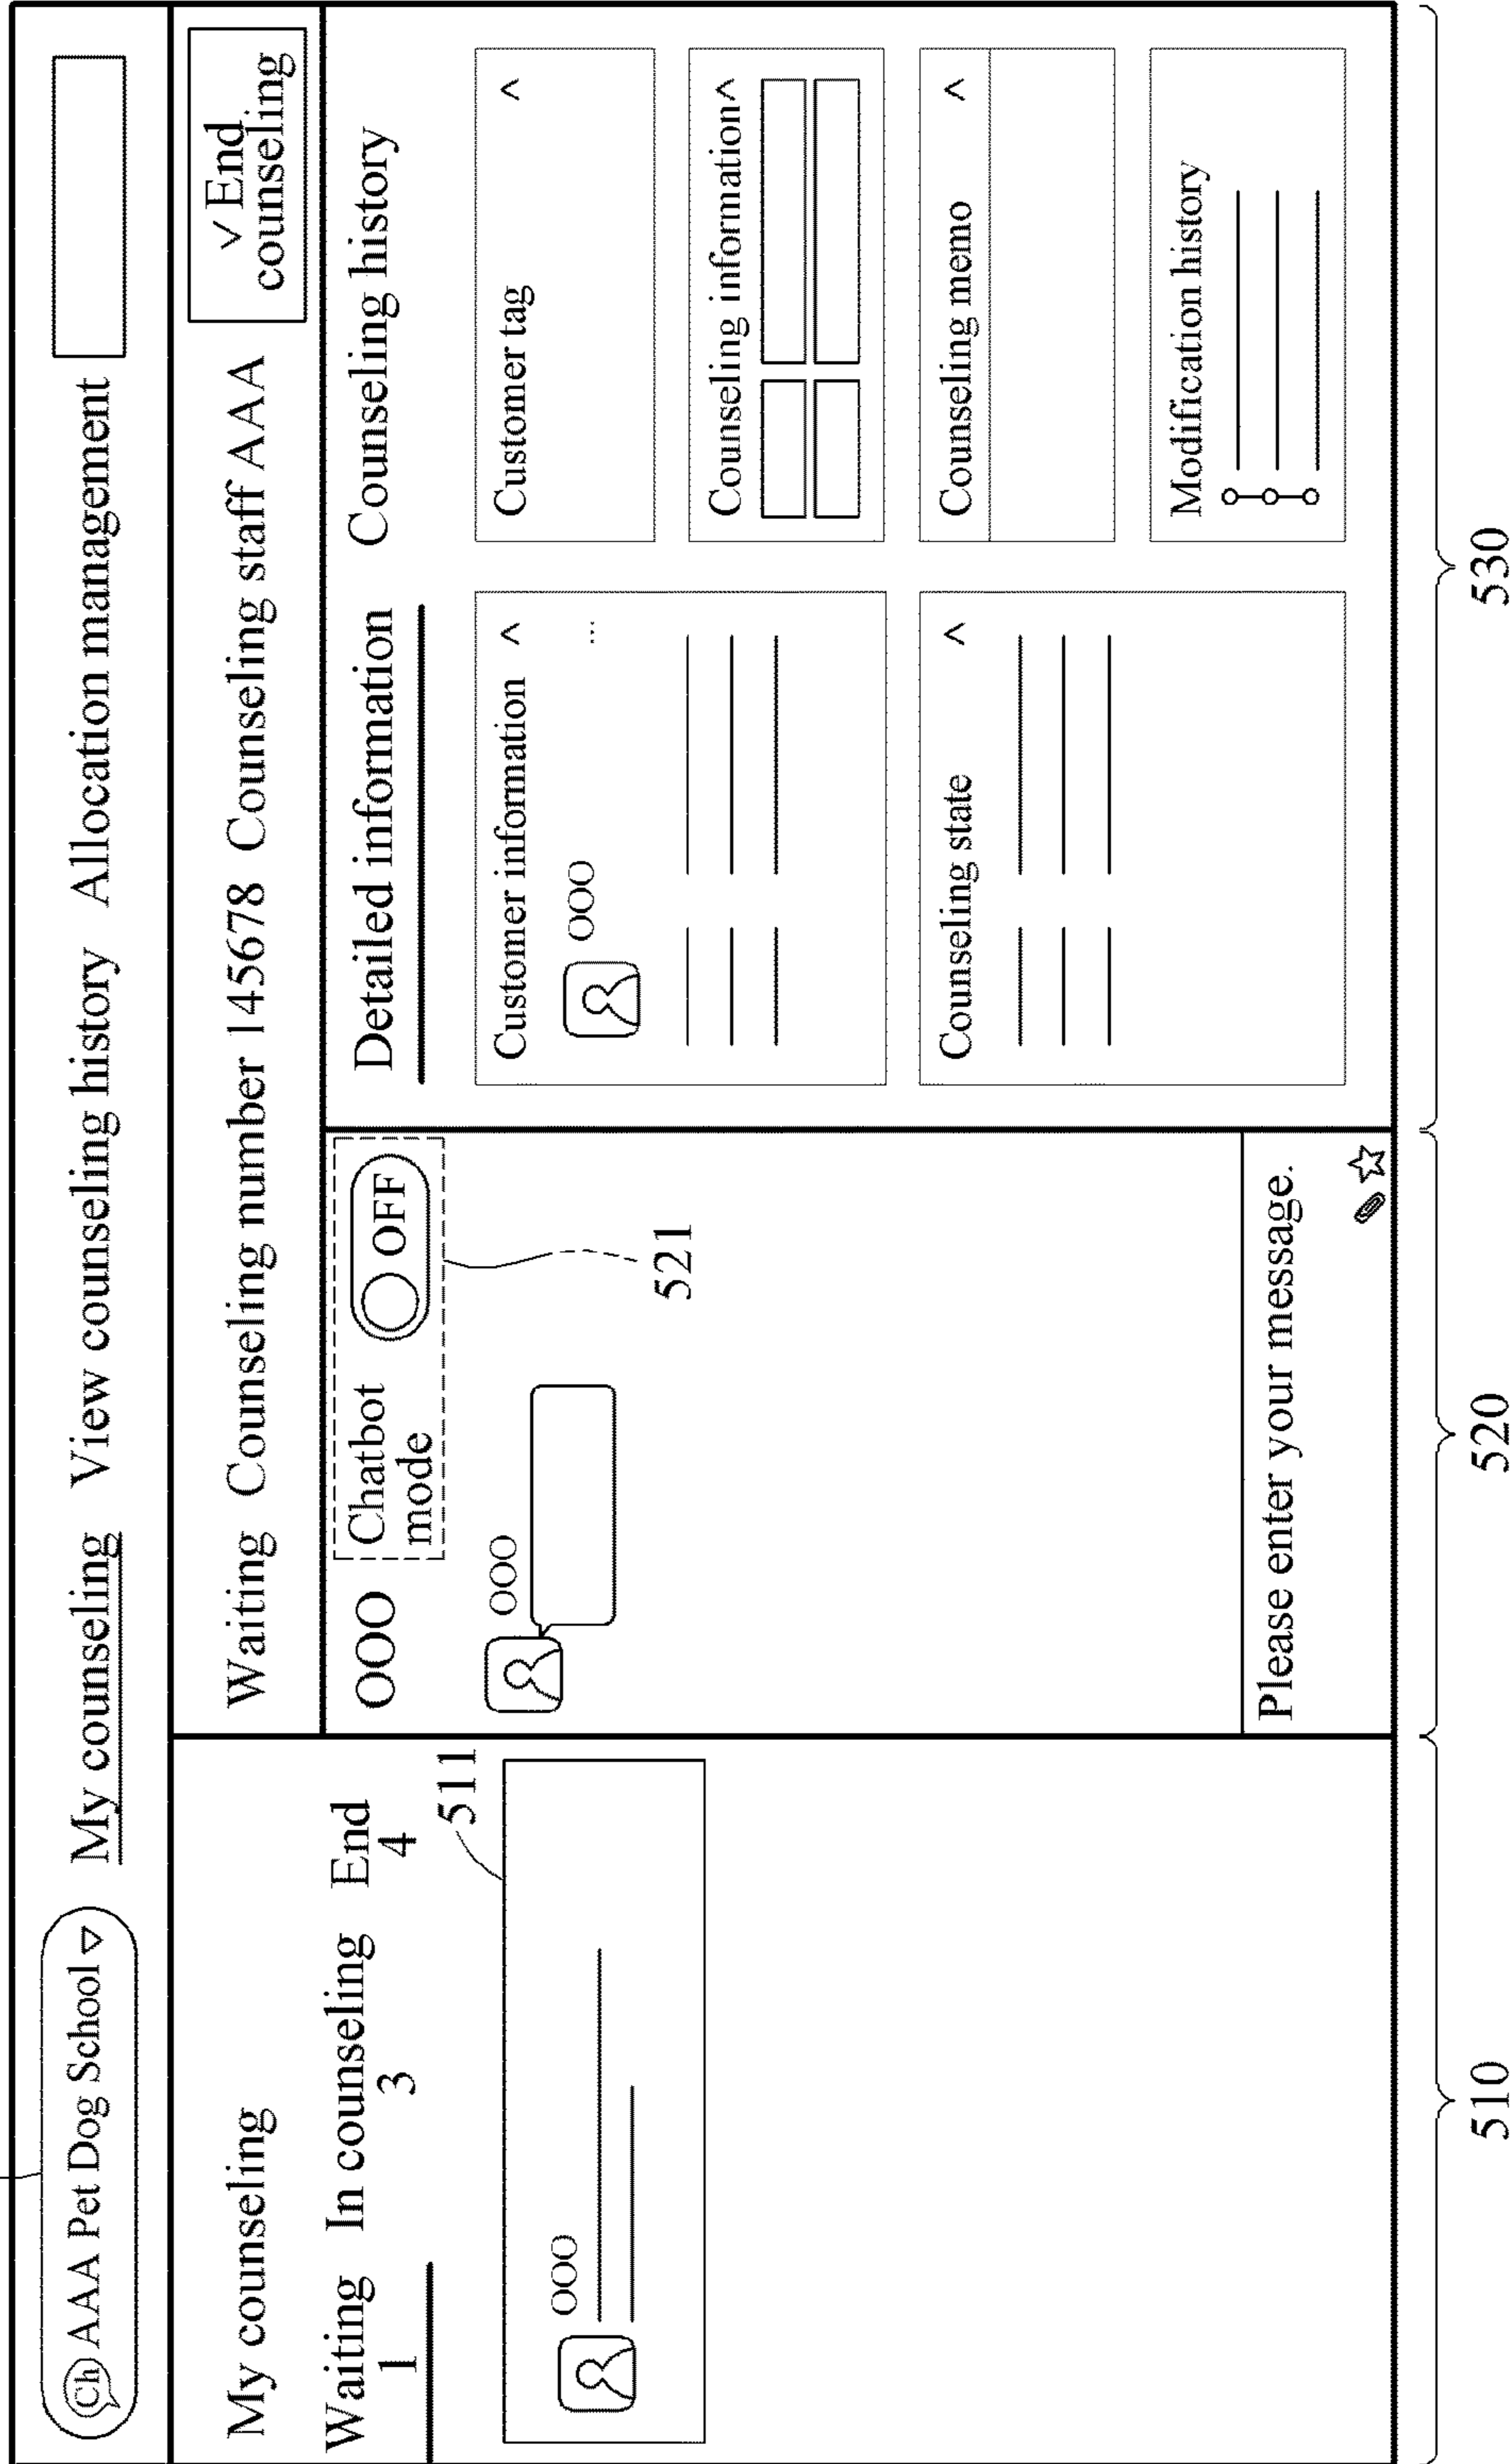 Ch AAA Pet Dog School
My counseling
View counseling history
Allocation management
My counseling
Waiting
1
In counseling
3
End
4
511
OOO
Waiting
Counseling number 145678
Counseling staff AAA
✓ End
counseling
OOO
Chatbot
mode
OFF
521
OOO
Please enter your message.
Detailed information
Counseling history
Customer information ^
OOO
...
Counseling state ^
Customer tag ^
Counseling information^
Counseling memo ^
Modification history
510
520
530